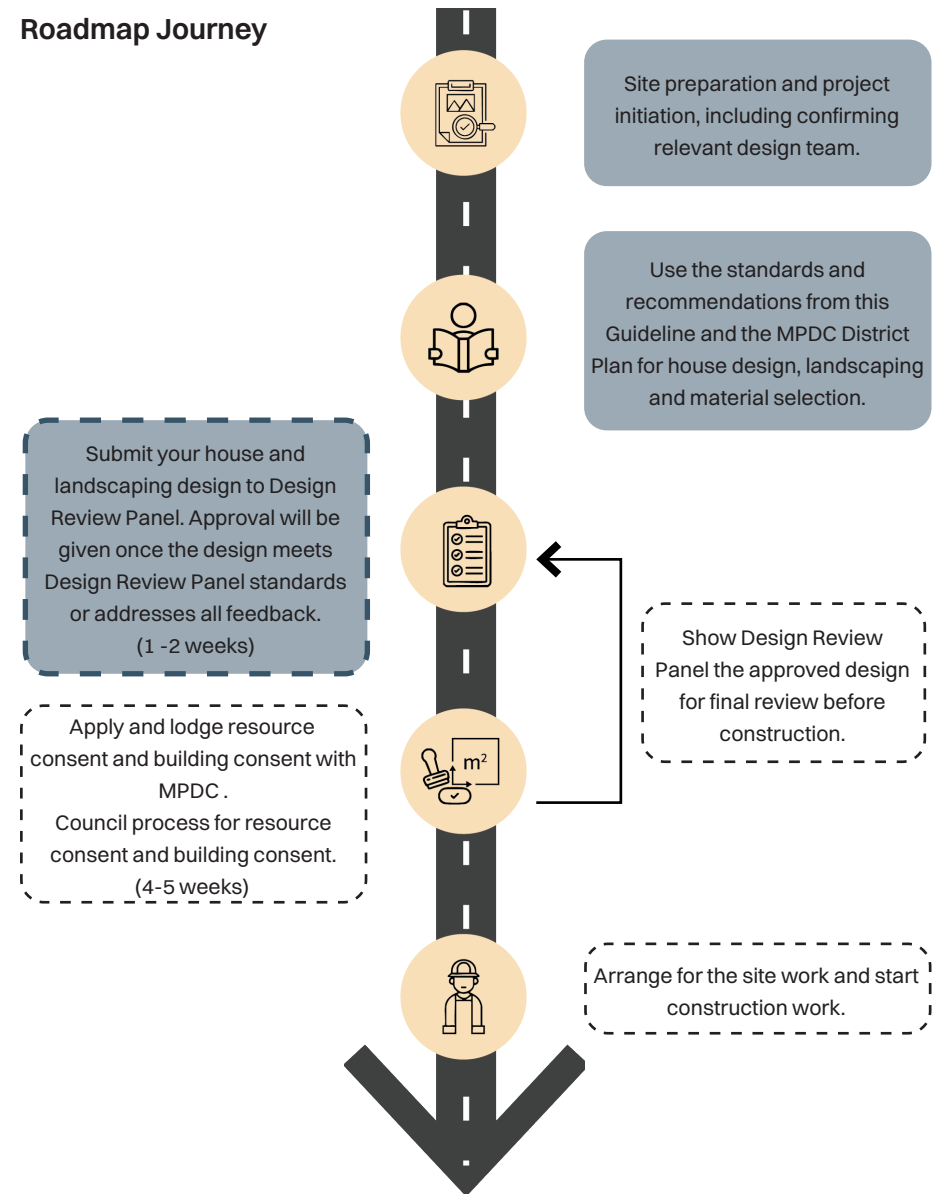 Roadmap Journey
Site preparation and project
initiation, including confirming
relevant design team.
Use the standards and
recommendations from this
Guideline and the MPDC District
Plan for house design, landscaping
and material selection.
Submit your house and
landscaping design to Design
Review Panel. Approval will be
given once the design meets
Design Review Panel standards
or addresses all feedback.
(1 -2 weeks)
Show Design Review
Panel the approved design
for final review before
construction.
Apply and lodge resource
consent and building consent with
MPDC .
Council process for resource
consent and building consent.
(4-5 weeks)
m²
Arrange for the site work and start
construction work.